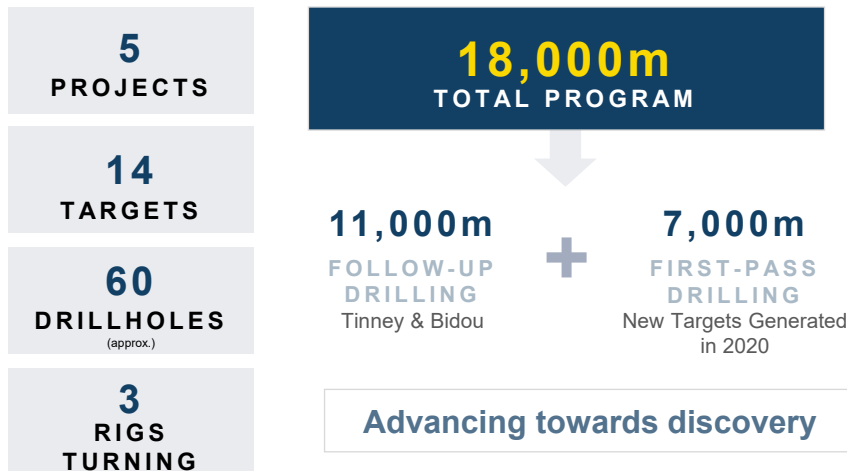 5
PROJECTS
14
TARGETS
60
DRILLHOLES
(approx.)
3
RIGS
TURNING
18,000m
TOTAL PROGRAM
11,000m
FOLLOW-UP
DRILLING
Tinney & Bidou
+
7,000m
FIRST-PASS
DRILLING
New Targets Generated
in 2020
Advancing towards discovery